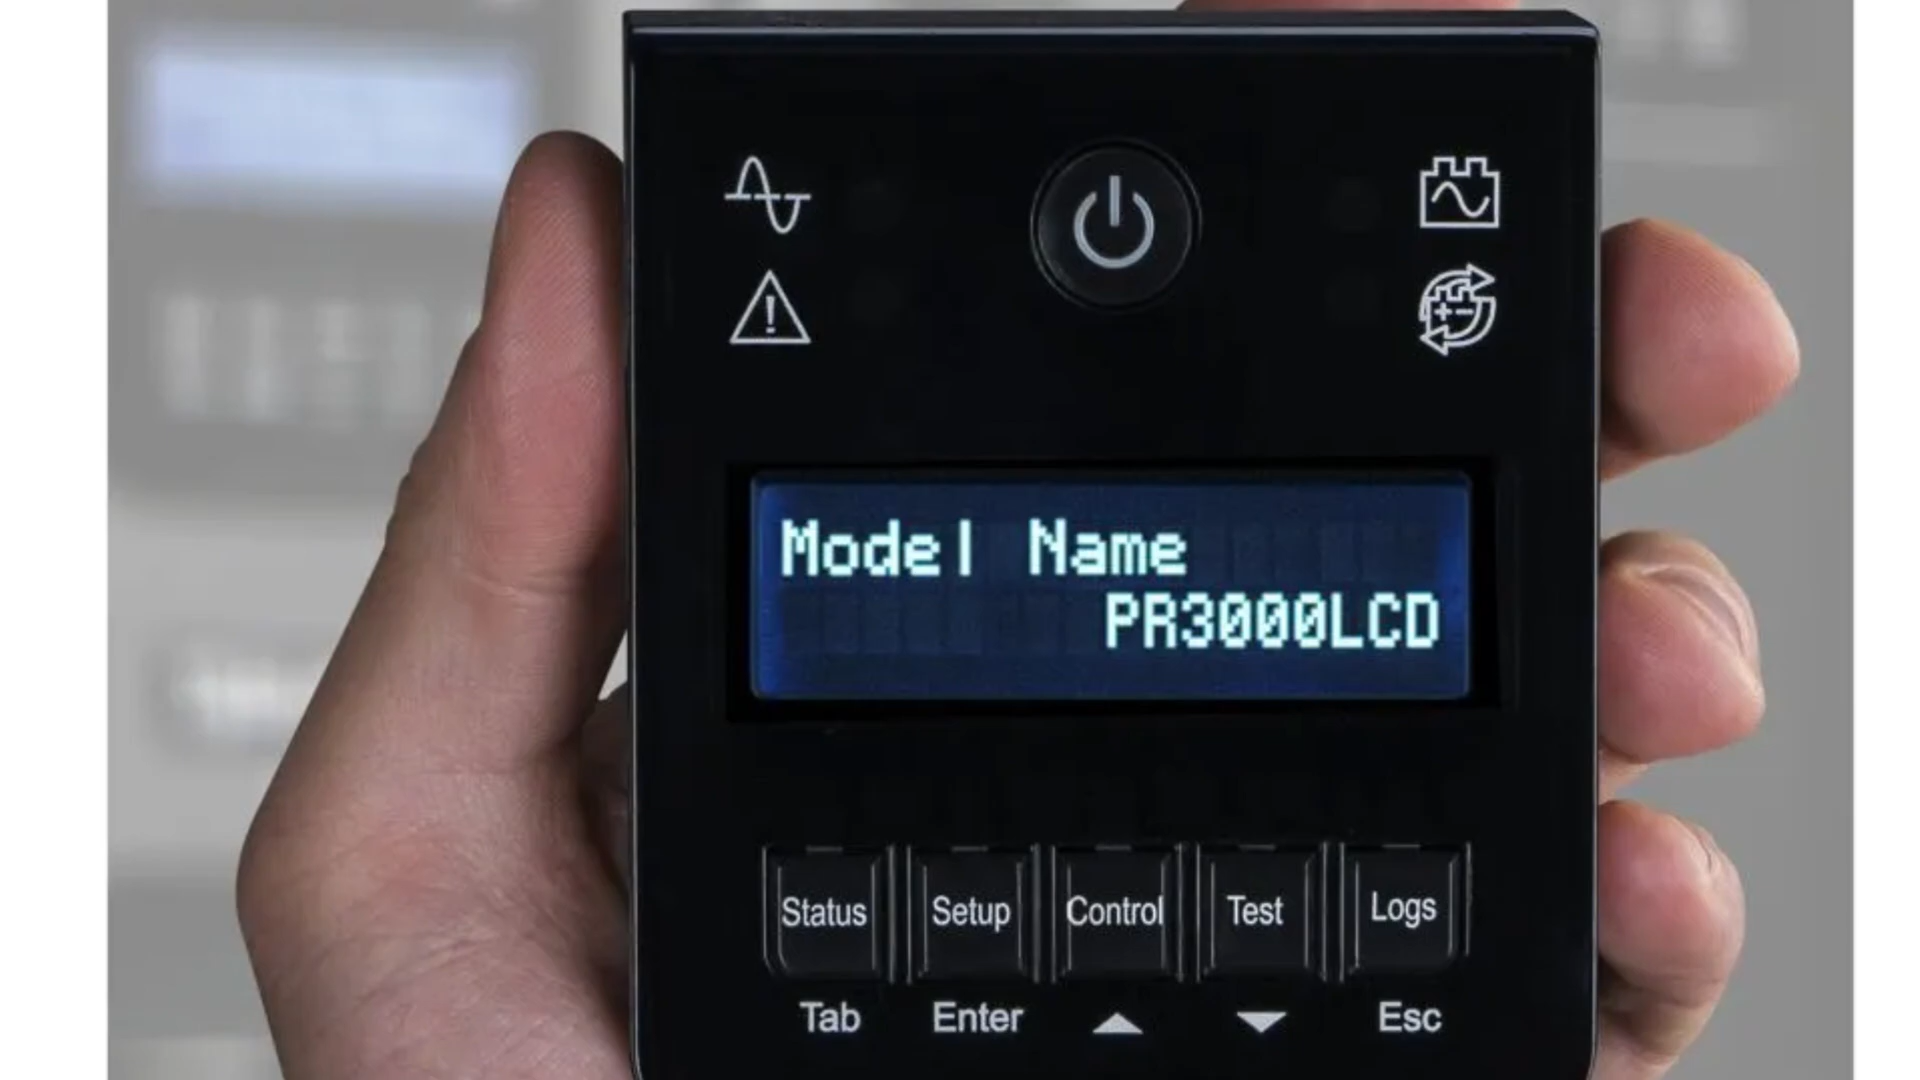 Model Name
PR3000LCD
Status Setup Control Test Logs
Tab Enter Esc